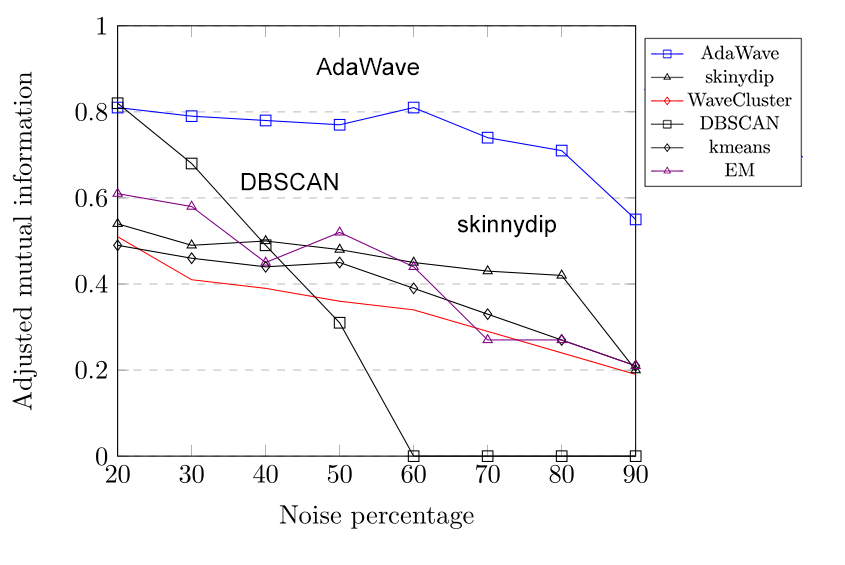 1
0.8
0.6
0.4
0.2
0
20 30 40 50 60 70 80 90
Adjusted mutual information
Noise percentage
AdaWave
DBSCAN
skinnydip
AdaWave
skinydip
WaveCluster
DBSCAN
kmeans
EM